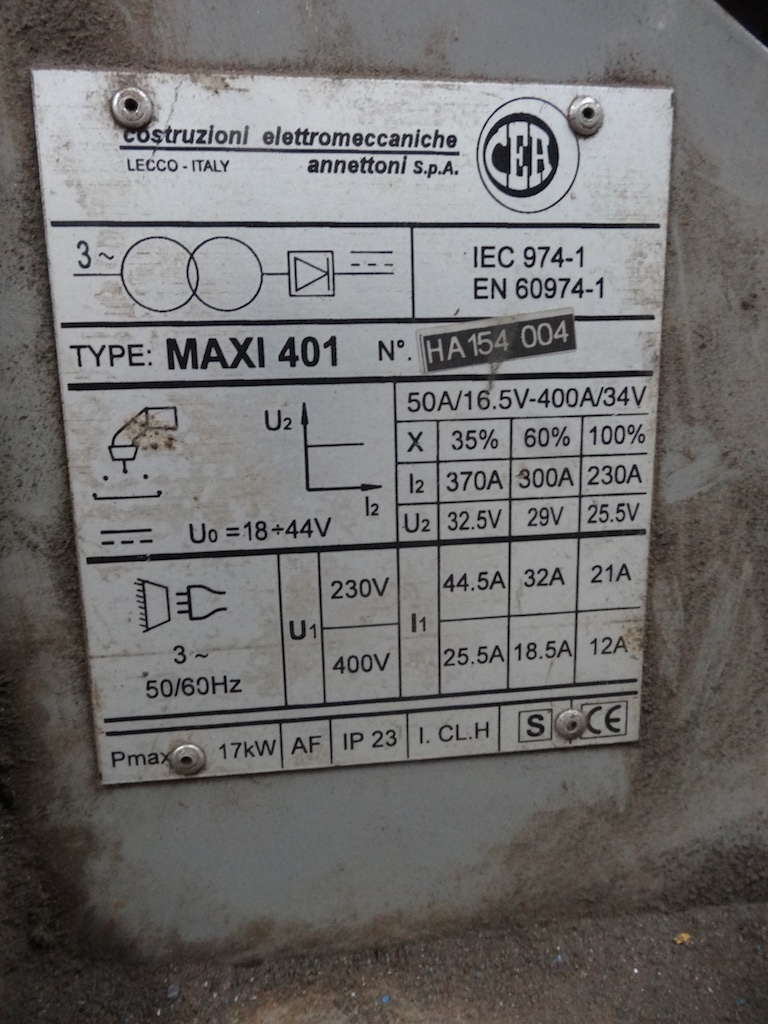 costruzioni elettromeccaniche
LECCO - ITALY annettoni S.p.A.
CEA
3~
IEC 974-1
EN 60974-1
TYPE: MAXI 401 N°. HA154 004
U2
I2
U0 =18÷44V
50A/16.5V-400A/34V
X 35% 60% 100%
I2 370A 300A 230A
U2 32.5V 29V 25.5V
3~
50/60Hz
U1
230V
400V
I1
44.5A 32A 21A
25.5A 18.5A 12A
Pmax 17kW AF IP 23 I. CL.H S CE